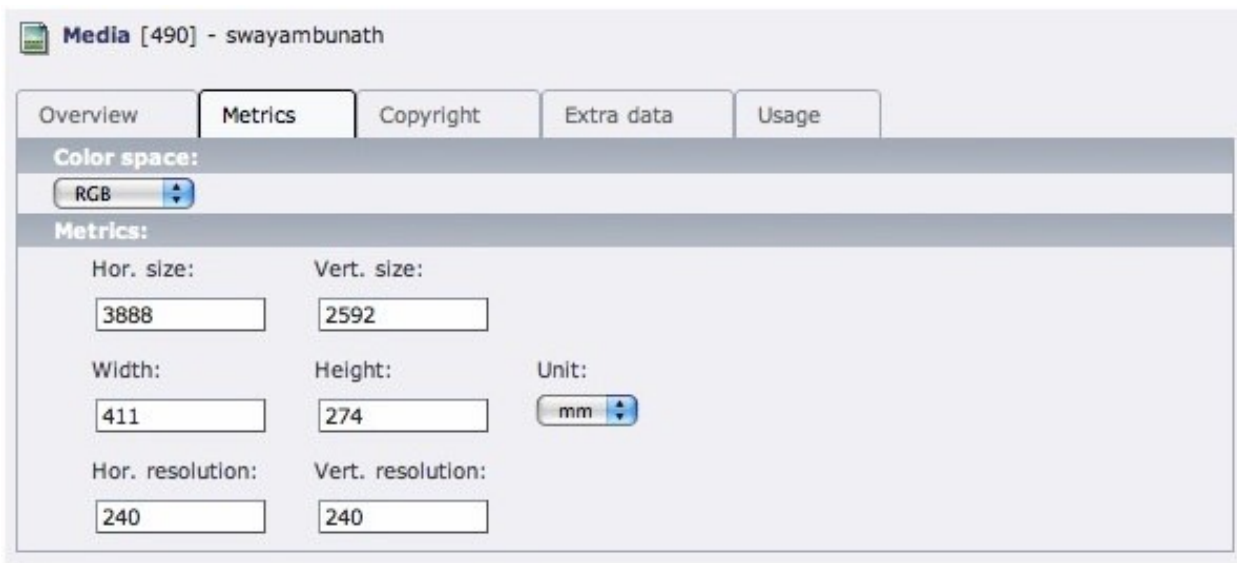 Media [490] - swayambunath
Overview Metrics Copyright Extra data Usage
Color space:
RGB
Metrics:
Hor. size: Vert. size:
3888 2592
Width: Height: Unit:
411 274 mm
Hor. resolution: Vert. resolution:
240 240